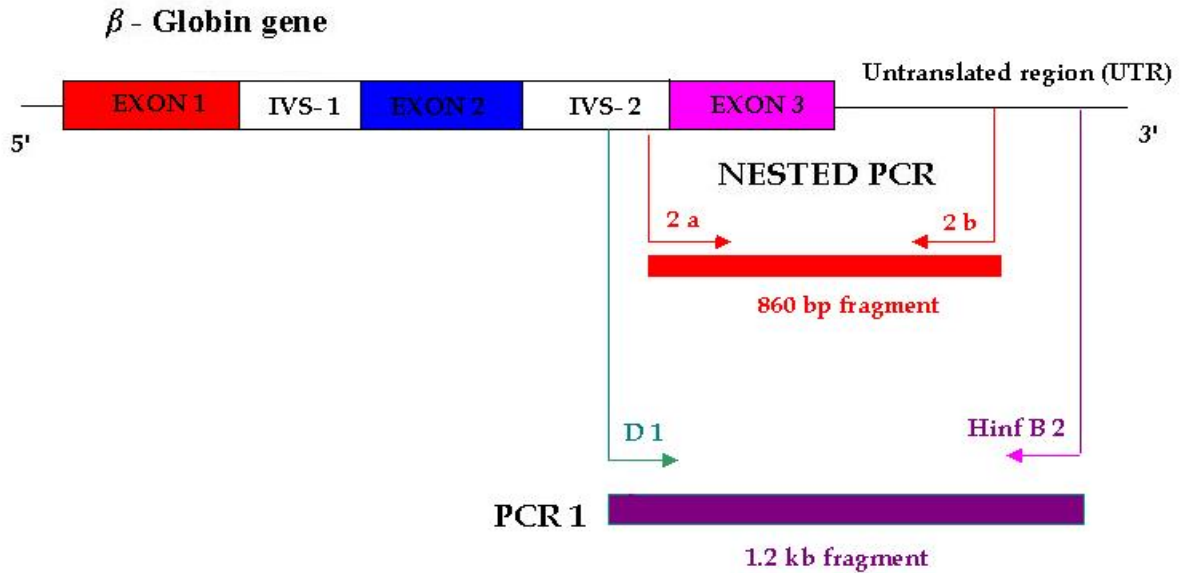 β - Globin gene
Untranslated region (UTR)
EXON 1 IVS- 1 EXON 2 IVS- 2 EXON 3
5' 3'
NESTED PCR
2 a 2 b
860 bp fragment
D 1 Hinf B 2
PCR 1
1.2 kb fragment